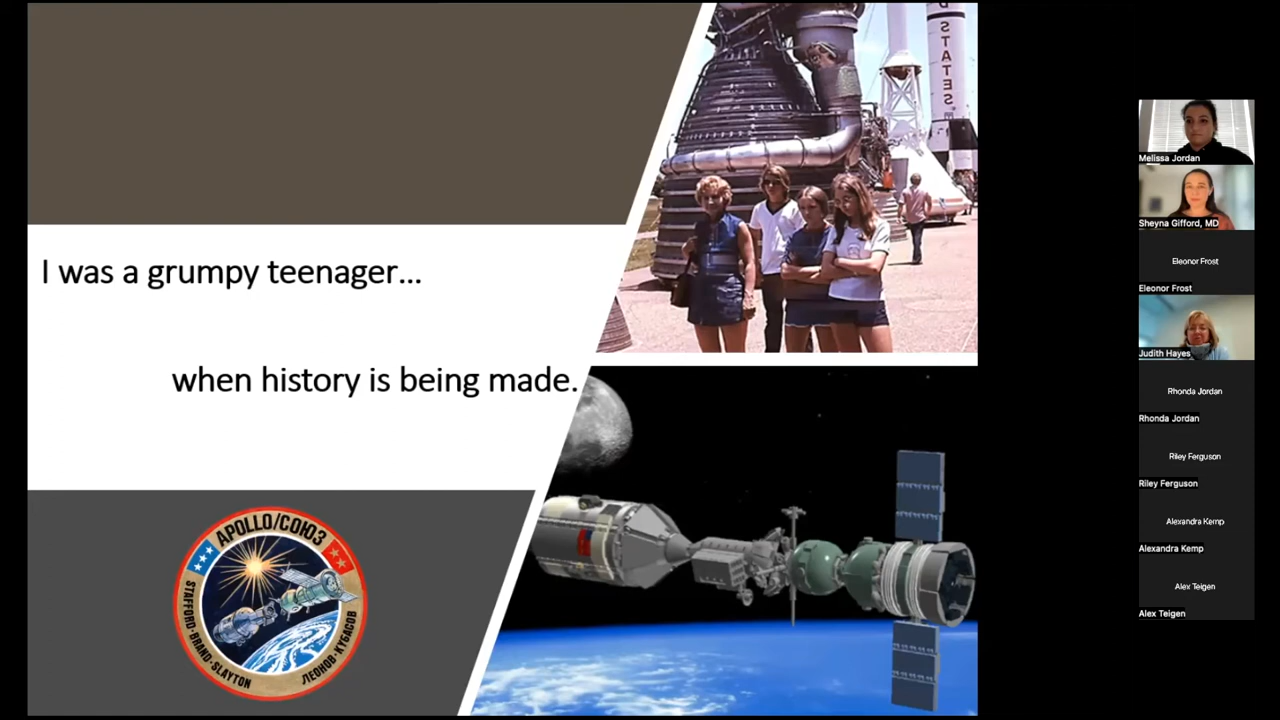 I was a grumpy teenager...
when history is being made.
APOLLO/СОЮЗ
STAFFORD·BRAND·SLAYTON
ЛЕОНОВ·КУБАСОВ
D STATES
Melissa Jordan
Sheyna Gifford, MD
Eleonor Frost
Eleonor Frost
Judith Hayes
Rhonda Jordan
Rhonda Jordan
Riley Ferguson
Riley Ferguson
Alexandra Kemp
Alexandra Kemp
Alex Teigen
Alex Teigen